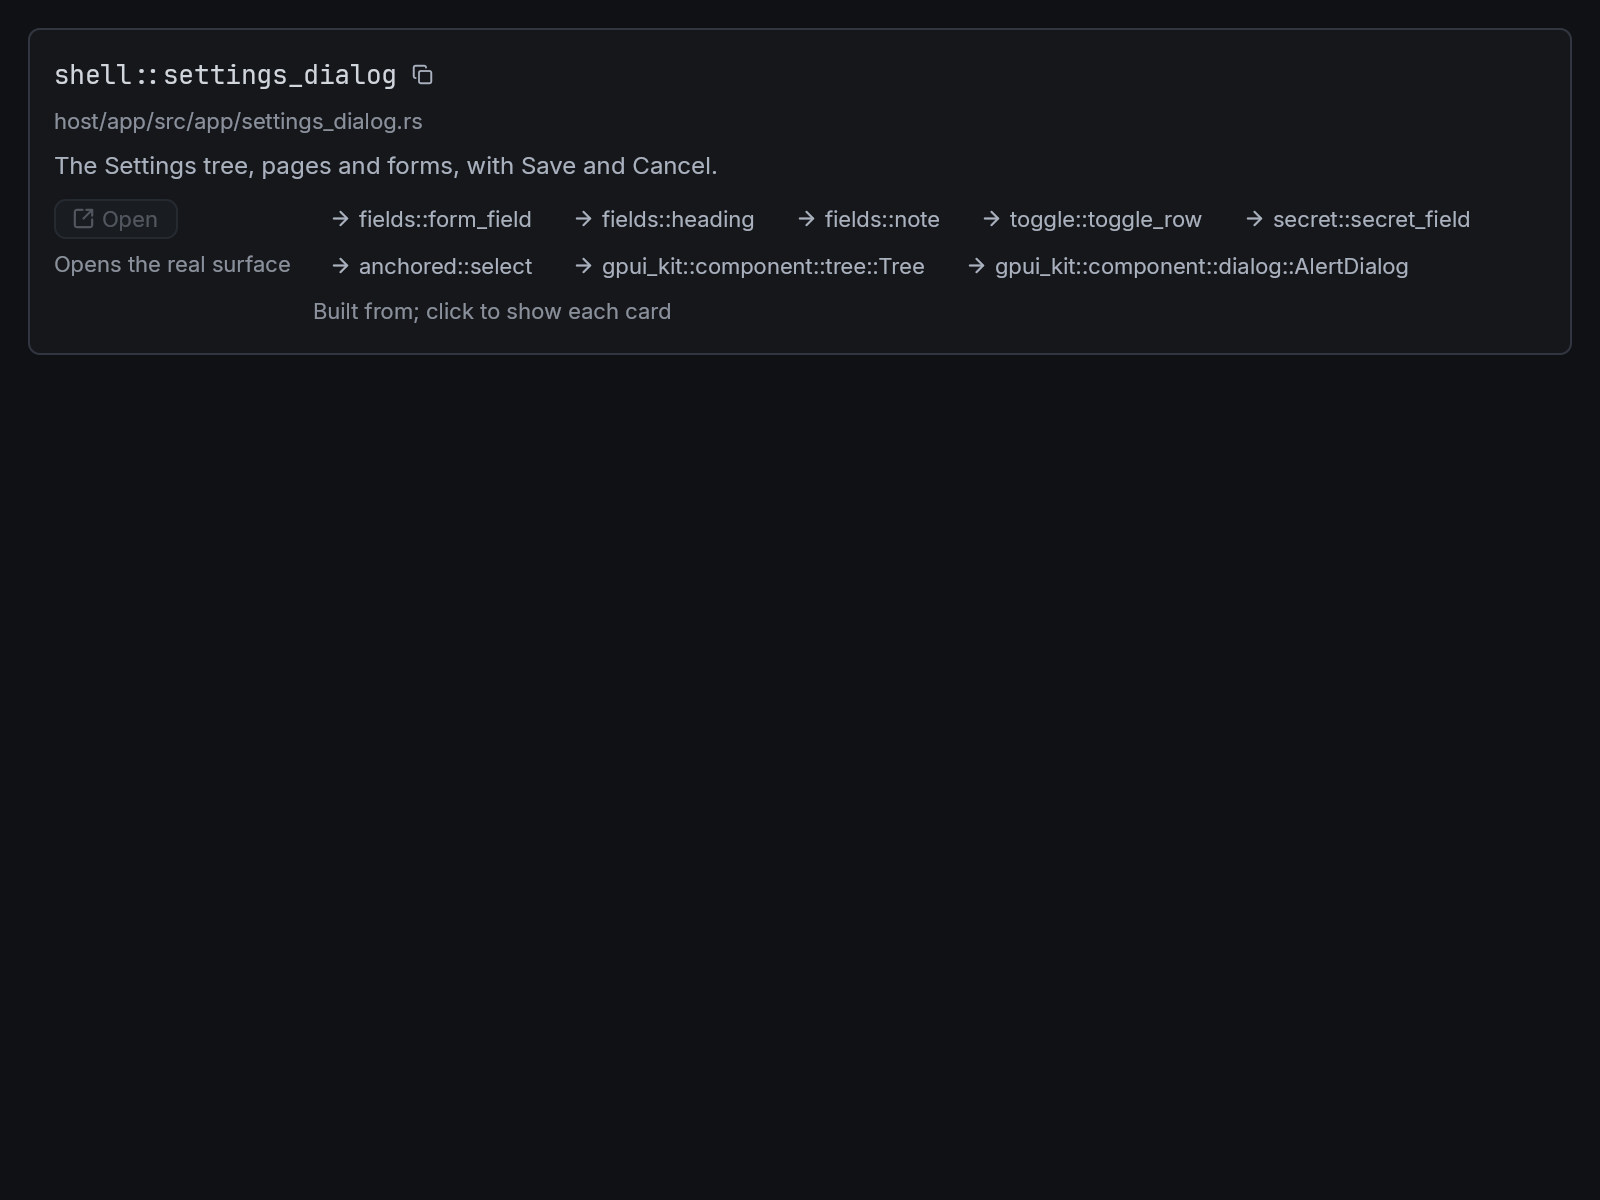 shell::settings_dialog
host/app/src/app/settings_dialog.rs
The Settings tree, pages and forms, with Save and Cancel.
Open → fields::form_field → fields::heading → fields::note → toggle::toggle_row → secret::secret_field
Opens the real surface → anchored::select → gpui_kit::component::tree::Tree → gpui_kit::component::dialog::AlertDialog
Built from; click to show each card